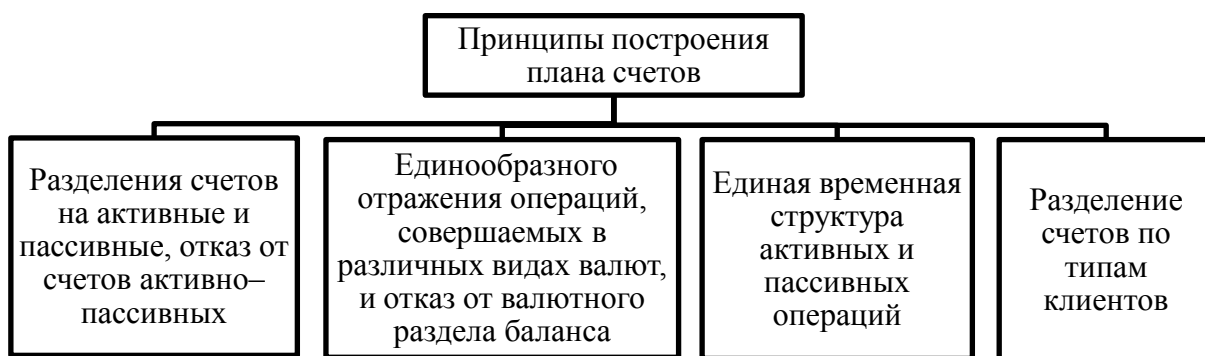 Принципы построения
плана счетов
Разделения счетов
на активные и
пассивные, отказ от
счетов активно–
пассивных
Единообразного
отражения операций,
совершаемых в
различных видах валют,
и отказ от валютного
раздела баланса
Единая временная
структура
активных и
пассивных
операций
Разделение
счетов по
типам
клиентов